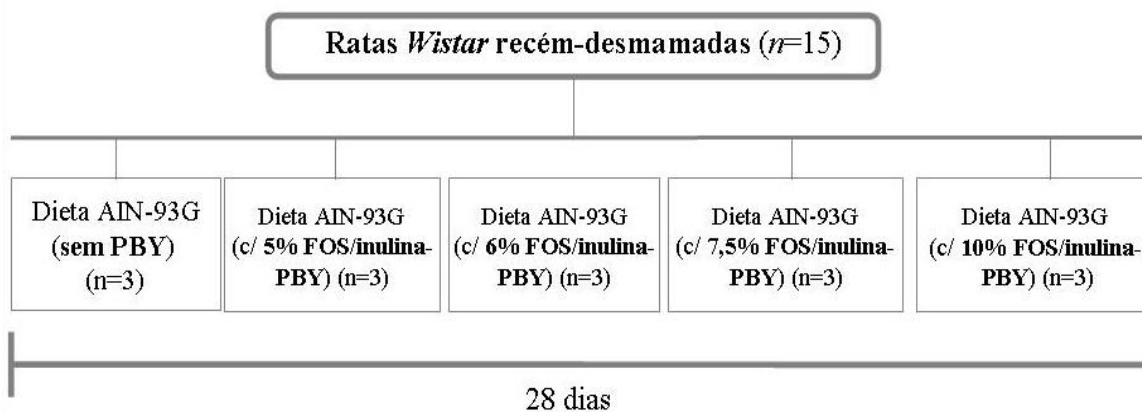 Ratas Wistar recém-desmamadas (n=15)
Dieta AIN-93G
(sem PBY)
(n=3)
Dieta AIN-93G
(c/ 5% FOS/inulina-
PBY) (n=3)
Dieta AIN-93G
(c/ 6% FOS/inulina-
PBY) (n=3)
Dieta AIN-93G
(c/ 7,5% FOS/inulina-
PBY) (n=3)
Dieta AIN-93G
(c/ 10% FOS/inulina-
PBY) (n=3)
28 dias